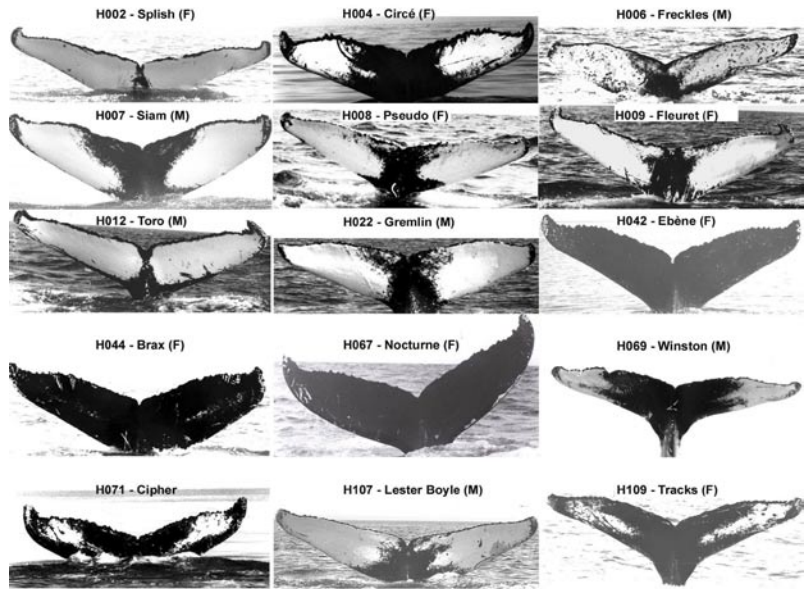 H002 - Splish (F)
H004 - Circé (F)
H006 - Freckles (M)
H007 - Siam (M)
H008 - Pseudo (F)
H009 - Fleuret (F)
H012 - Toro (M)
H022 - Gremlin (M)
H042 - Ebène (F)
H044 - Brax (F)
H067 - Nocturne (F)
H069 - Winston (M)
H071 - Cipher
H107 - Lester Boyle (M)
H109 - Tracks (F)